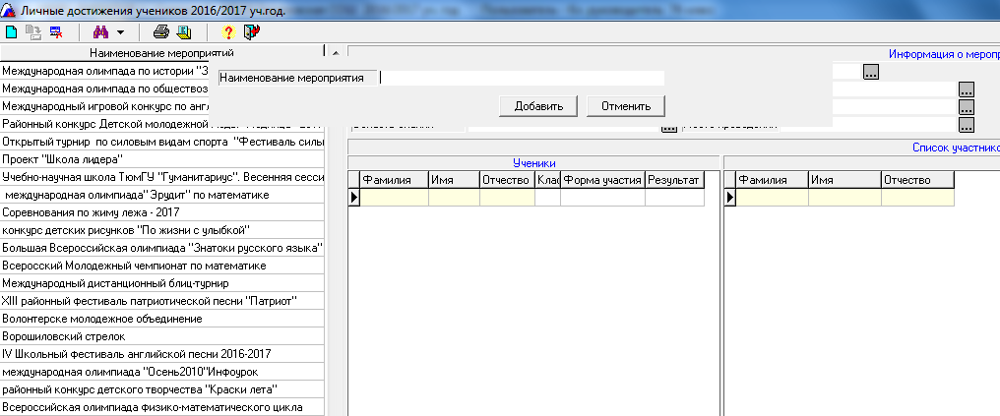 Личные достижения учеников 2016/2017 уч.год.
Наименование мероприятий
Международная олимпада по истории "З
Международная олимпада по обществоз
Международный игровой конкурс по англ
Районный конкурс Детской молодежной
Открытый турнир по силовым видам спорта "Фестиваль силы
Проект "Школа лидера"
Учебно-научная школа ТюмГУ "Гуманитариус". Весенняя сесси
международная олимпиада" Эрудит" по математике
Соревнования по жиму лежа - 2017
конкурс детских рисунков "По жизни с улыбкой"
Большая Всероссийская олимпиада "Знатоки русского языка"
Всеросский Молодежный чемпионат по математике
Международный дистанционный блиц-турнир
XIII районный фестиваль патриотической песни "Патриот"
Волонтерске молодежное объединение
Ворошиловский стрелок
IV Школьный фестиваль английской песни 2016-2017
международная олимпиада "Осень2010"Инфоурок
районный конкурс детского творчества "Краски лета"
Всероссийская олимпиада физико-математического цикла
Наименование мероприятия
Добавить Отменить
Информация о меропр
Список участнико
Ученики
Фамилия Имя Отчество Клас Форма участия Результат
Фамилия Имя Отчество